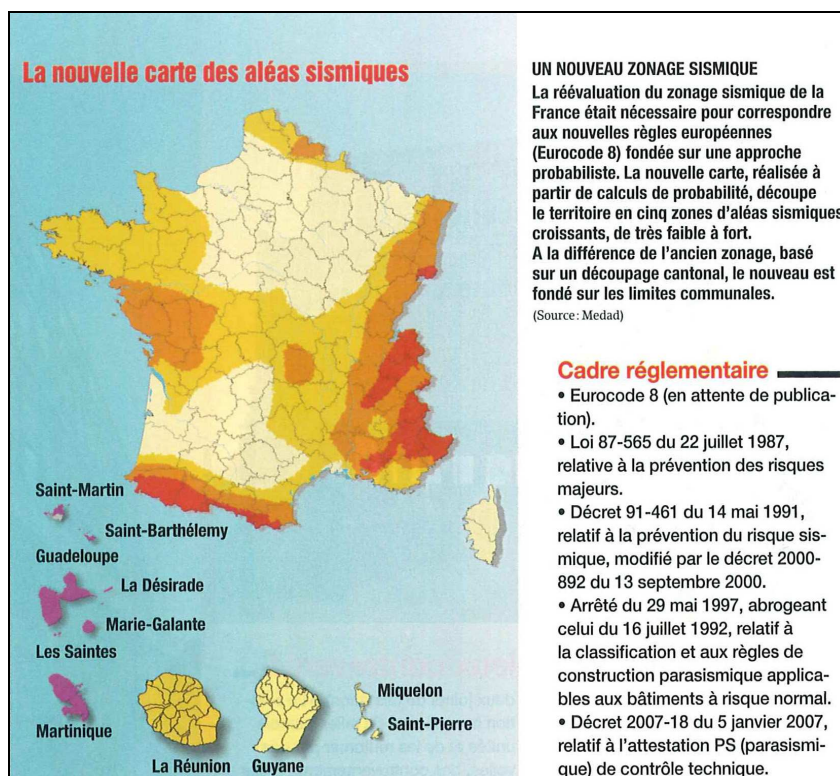 La nouvelle carte des aléas sismiques
Saint-Martin
Saint-Barthélemy
Guadeloupe
La Désirade
Marie-Galante
Les Saintes
Martinique
La Réunion
Guyane
Miquelon
Saint-Pierre
UN NOUVEAU ZONAGE SISMIQUE
La réévaluation du zonage sismique de la
France était nécessaire pour correspondre
aux nouvelles règles européennes
(Eurocode 8) fondée sur une approche
probabiliste. La nouvelle carte, réalisée à
partir de calculs de probabilité, découpe
le territoire en cinq zones d'aléas sismiques
croissants, de très faible à fort.
A la différence de l'ancien zonage, basé
sur un découpage cantonal, le nouveau est
fondé sur les limites communales.
(Source : Medad)
Cadre réglementaire
• Eurocode 8 (en attente de publica-
tion).
• Loi 87-565 du 22 juillet 1987,
relative à la prévention des risques
majeurs.
• Décret 91-461 du 14 mai 1991,
relatif à la prévention du risque sis-
mique, modifié par le décret 2000-
892 du 13 septembre 2000.
• Arrêté du 29 mai 1997, abrogeant
celui du 16 juillet 1992, relatif à
la classification et aux règles de
construction parasismique applica-
bles aux bâtiments à risque normal.
• Décret 2007-18 du 5 janvier 2007,
relatif à l'attestation PS (parasismi-
que) de contrôle technique.